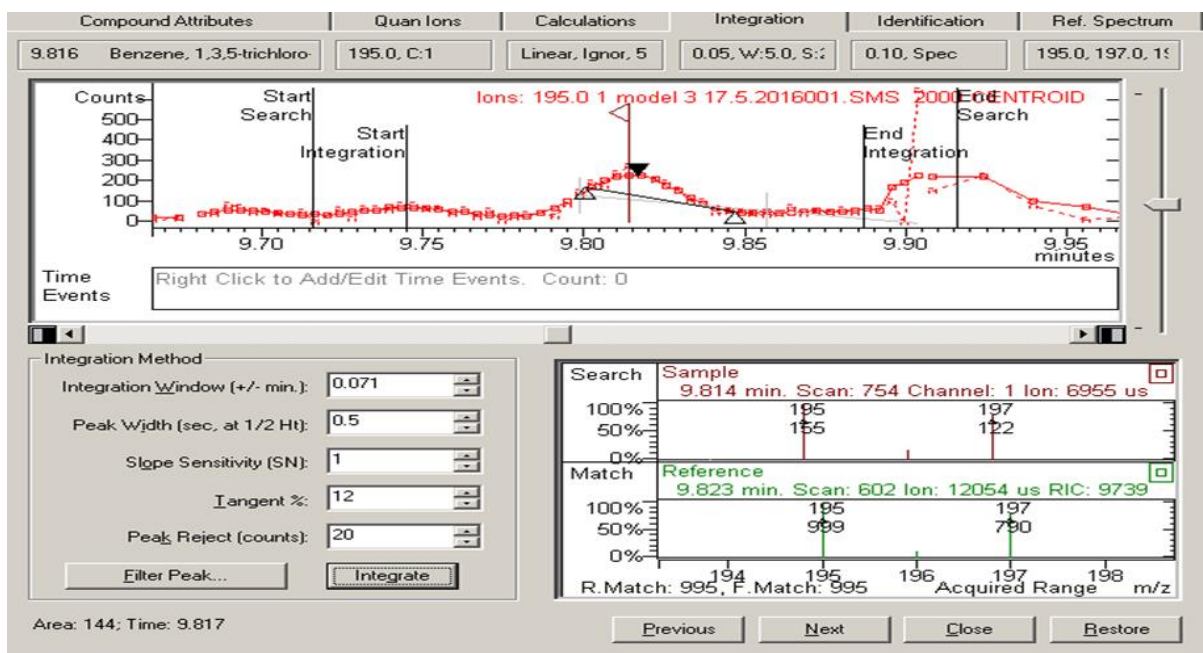 Compound Attributes Quan Ions Calculations Integration Identification Ref. Spectrum
9.816 Benzene, 1,3,5-trichloro- 195.0, C:1 Linear, Ignor, 5 0.05, W:5.0, S:2 0.10, Spec 195.0, 197.0, 19
Counts
500
400
300
200
100
0
Start
Search
Start
Integration
Ions: 195.0 1 model 3 17.5.2016001.SMS 2000 CENTROID
End
Search
End
Integration
9.70 9.75 9.80 9.85 9.90 9.95
minutes
Time
Events
Right Click to Add/Edit Time Events. Count: 0
Integration Method
Integration Window (+/- min.): 0.071
Peak Width (sec, at 1/2 Ht): 0.5
Slope Sensitivity (SN): 1
Tangent %: 12
Peak Reject (counts): 20
Filter Peak... Integrate
Area: 144; Time: 9.817
Search Sample
9.814 min. Scan: 754 Channel: 1 Ion: 6955 us
100% 195 197
50% 155 122
0%
Match Reference
9.823 min. Scan: 602 Ion: 12054 us RIC: 9739
100% 195 197
50% 999 790
0%
194 195 196 197 198
R.Match: 995, F.Match: 995 Acquired Range m/z
Previous Next Close Restore